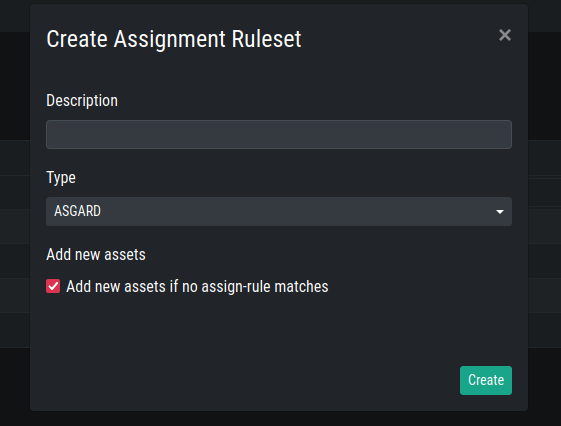 Create Assignment Ruleset
×
Description
Type
ASGARD
Add new assets
Add new assets if no assign-rule matches
Create